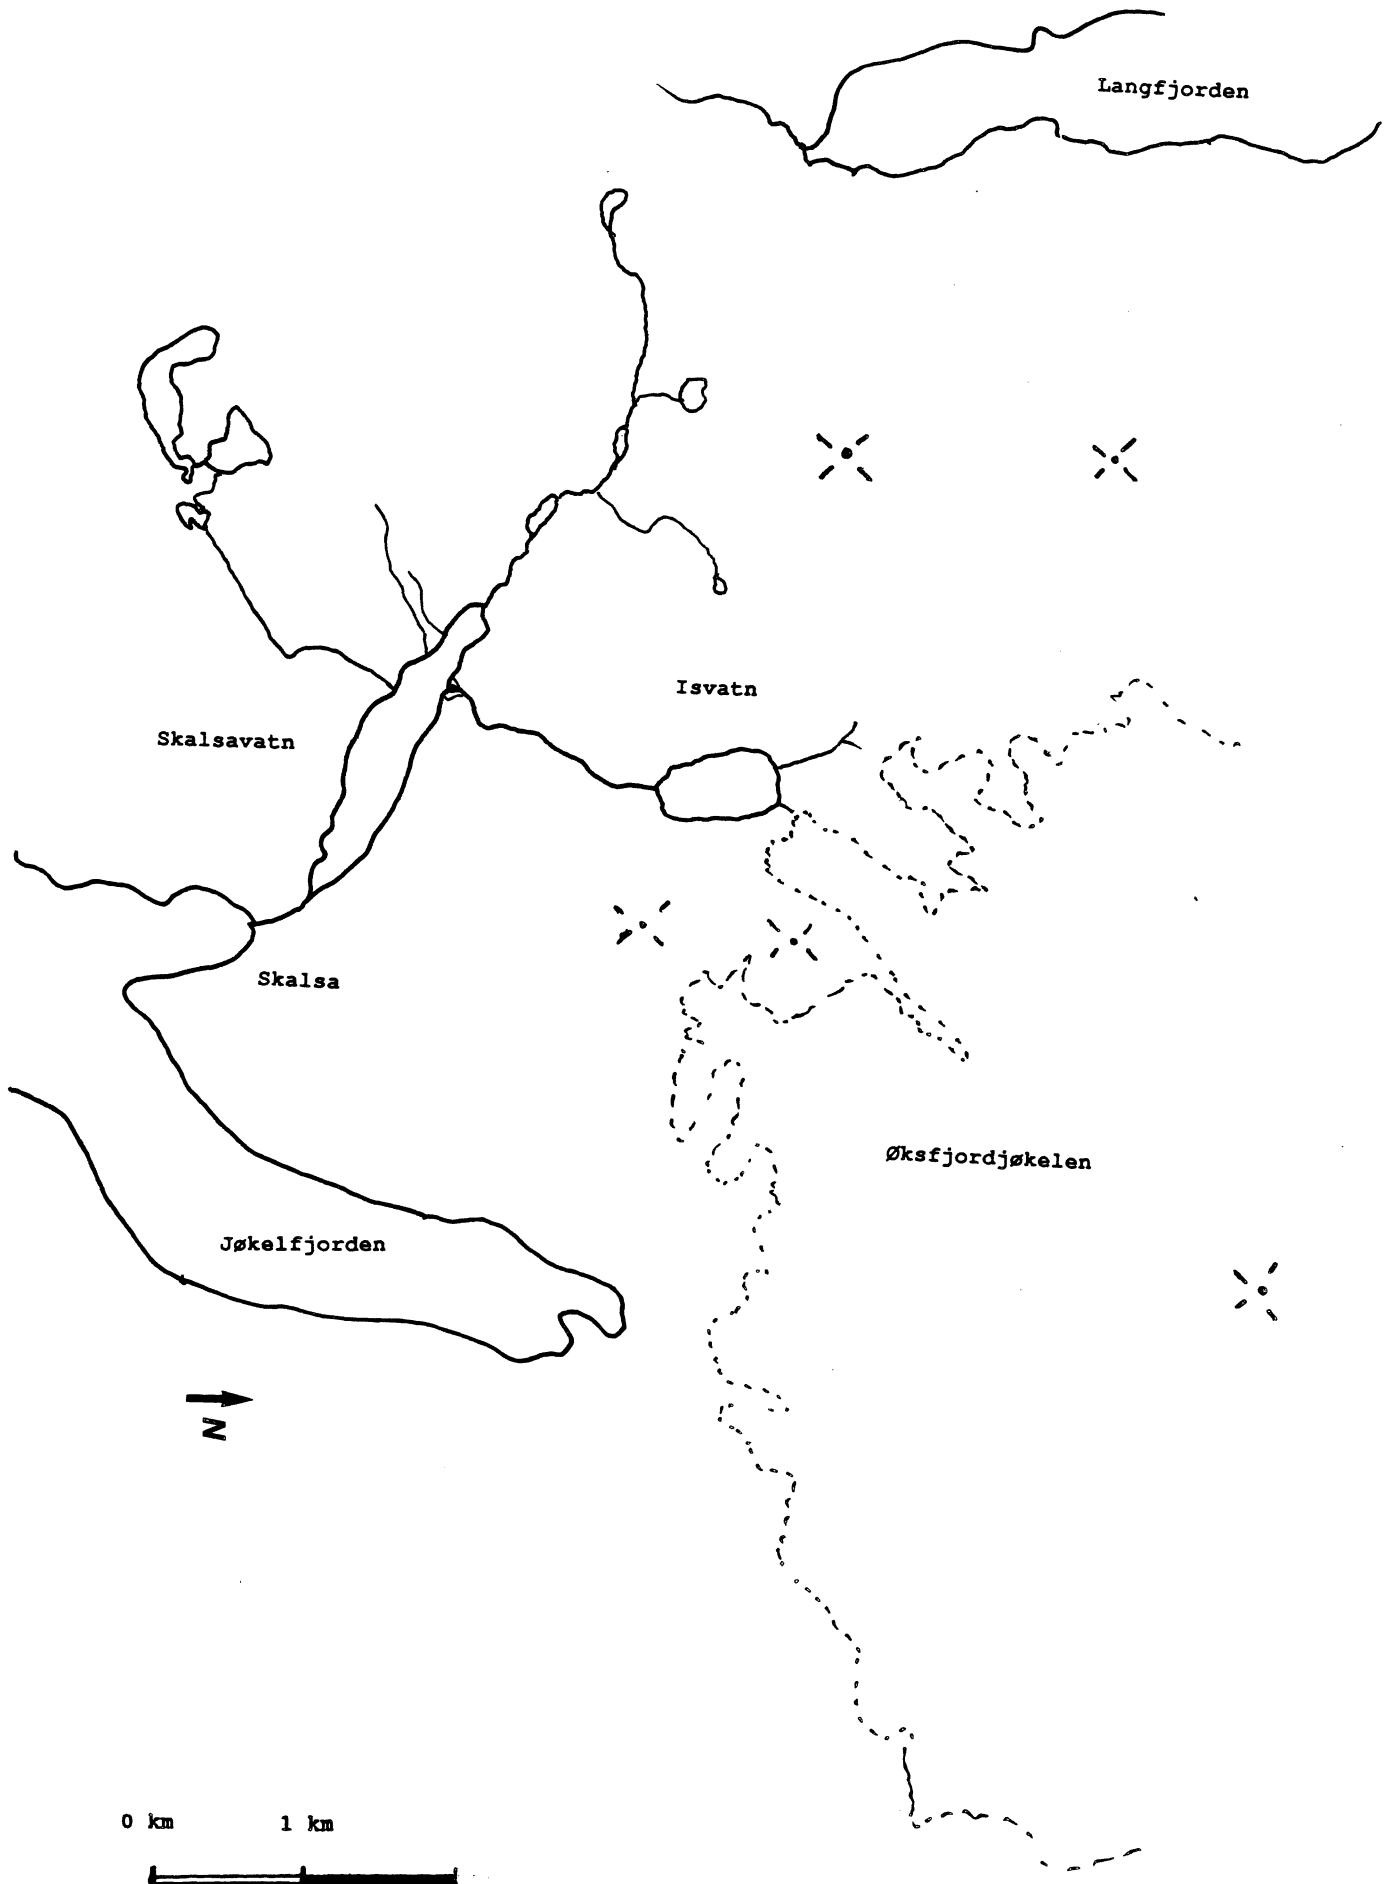 Langfjorden
Isvatn
Skalsavatn
Skalsa
Øksfjordjøkelen
Jøkelfjorden
N
0 km 1 km